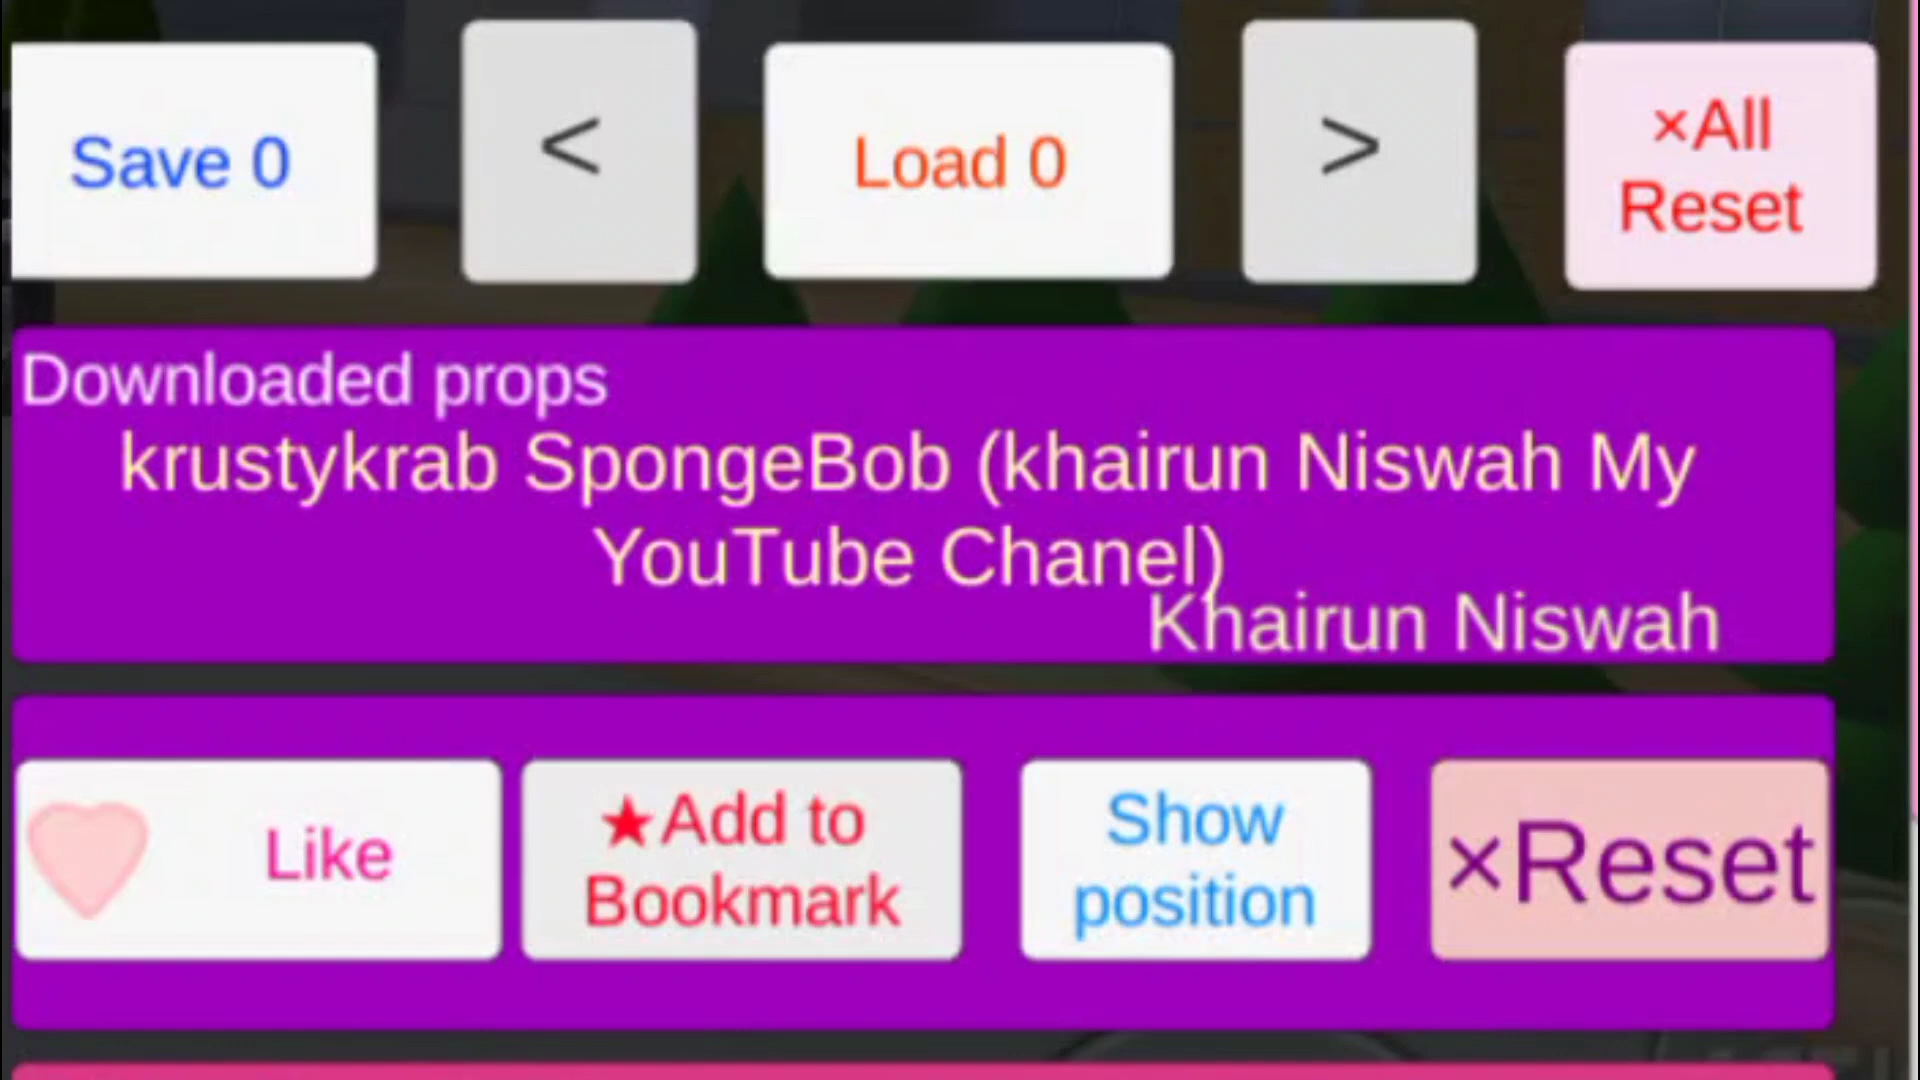 Save 0 < Load 0 > ×All
Reset
Downloaded props
krustykrab SpongeBob (khairun Niswah My
YouTube Chanel)
Khairun Niswah
Like
★Add to
Bookmark
Show
position
×Reset